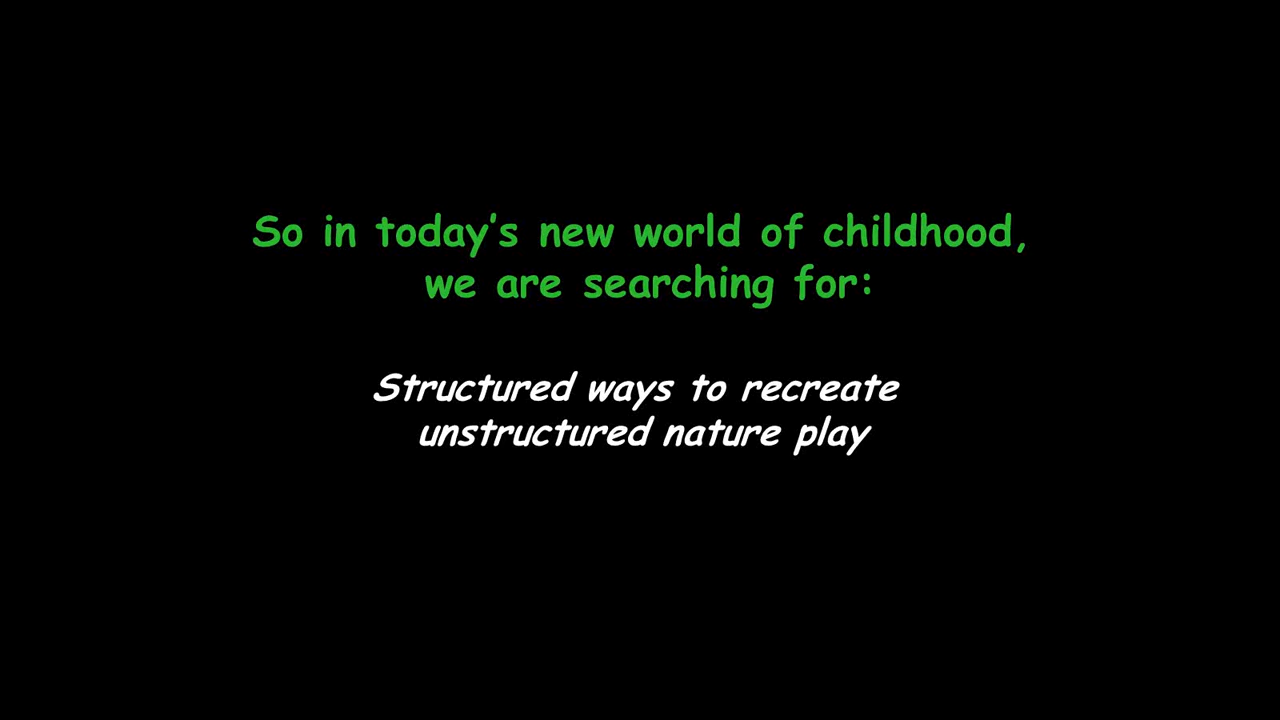 So in today's new world of childhood,
we are searching for:
Structured ways to recreate
unstructured nature play